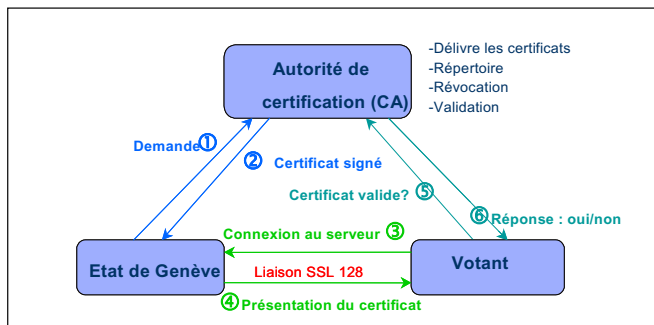 Autorité de
certification (CA)
-Délivre les certificats
-Répertoire
-Révocation
-Validation
Demande ①
② Certificat signé
Certificat valide? ⑤
⑥ Réponse : oui/non
Connexion au serveur ③
Etat de Genève
Liaison SSL 128
Votant
④ Présentation du certificat